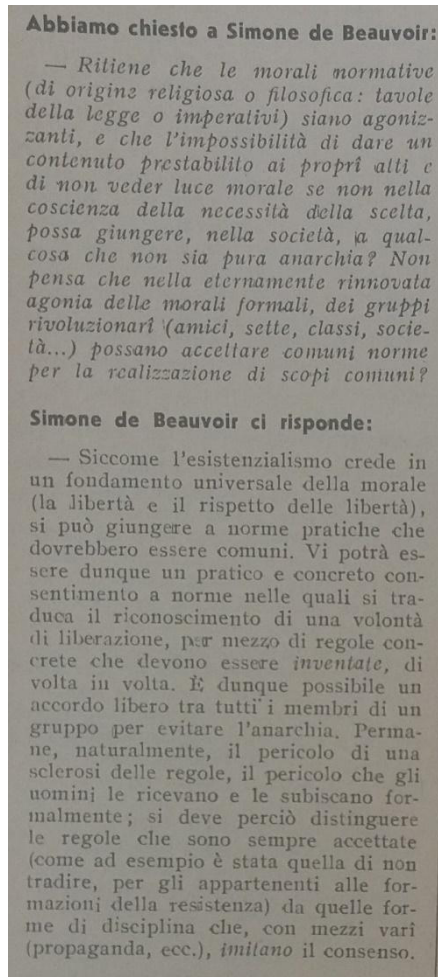 Abbiamo chiesto a Simone de Beauvoir:
— Ritiene che le morali normative
(di origine religiosa o filosofica: tavole
della legge o imperativi) siano agoniz-
zanti, e che l'impossibilità di dare un
contenuto prestabilito ai proprî atti e
di non veder luce morale se non nella
coscienza della necessità della scelta,
possa giungere, nella società, a qual-
cosa che non sia pura anarchia? Non
pensa che nella eternamente rinnovata
agonia delle morali formali, dei gruppi
rivoluzionarî (amici, sette, classi, socie-
tà...) possano accettare comuni norme
per la realizzazione di scopi comuni?
Simone de Beauvoir ci risponde:
— Siccome l'esistenzialismo crede in
un fondamento universale della morale
(la libertà e il rispetto delle libertà),
si può giungere a norme pratiche che
dovrebbero essere comuni. Vi potrà es-
sere dunque un pratico e concreto con-
sentimento a norme nelle quali si tra-
duca il riconoscimento di una volontà
di liberazione, per mezzo di regole con-
crete che devono essere inventate, di
volta in volta. È dunque possibile un
accordo libero tra tutti i membri di un
gruppo per evitare l'anarchia. Perma-
ne, naturalmente, il pericolo di una
sclerosi delle regole, il pericolo che gli
uomini le ricevano e le subiscano for-
malmente; si deve perciò distinguere
le regole che sono sempre accettate
(come ad esempio è stata quella di non
tradire, per gli appartenenti alle for-
mazioni della resistenza) da quelle for-
me di disciplina che, con mezzi varî
(propaganda, ecc.), imitano il consenso.